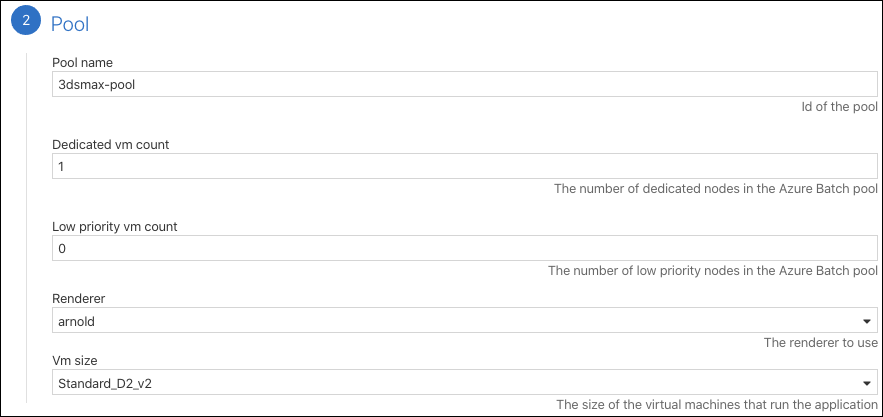 2
Pool
Pool name
3dsmax-pool
Id of the pool
Dedicated vm count
1
The number of dedicated nodes in the Azure Batch pool
Low priority vm count
0
The number of low priority nodes in the Azure Batch pool
Renderer
arnold
The renderer to use
Vm size
Standard_D2_v2
The size of the virtual machines that run the application